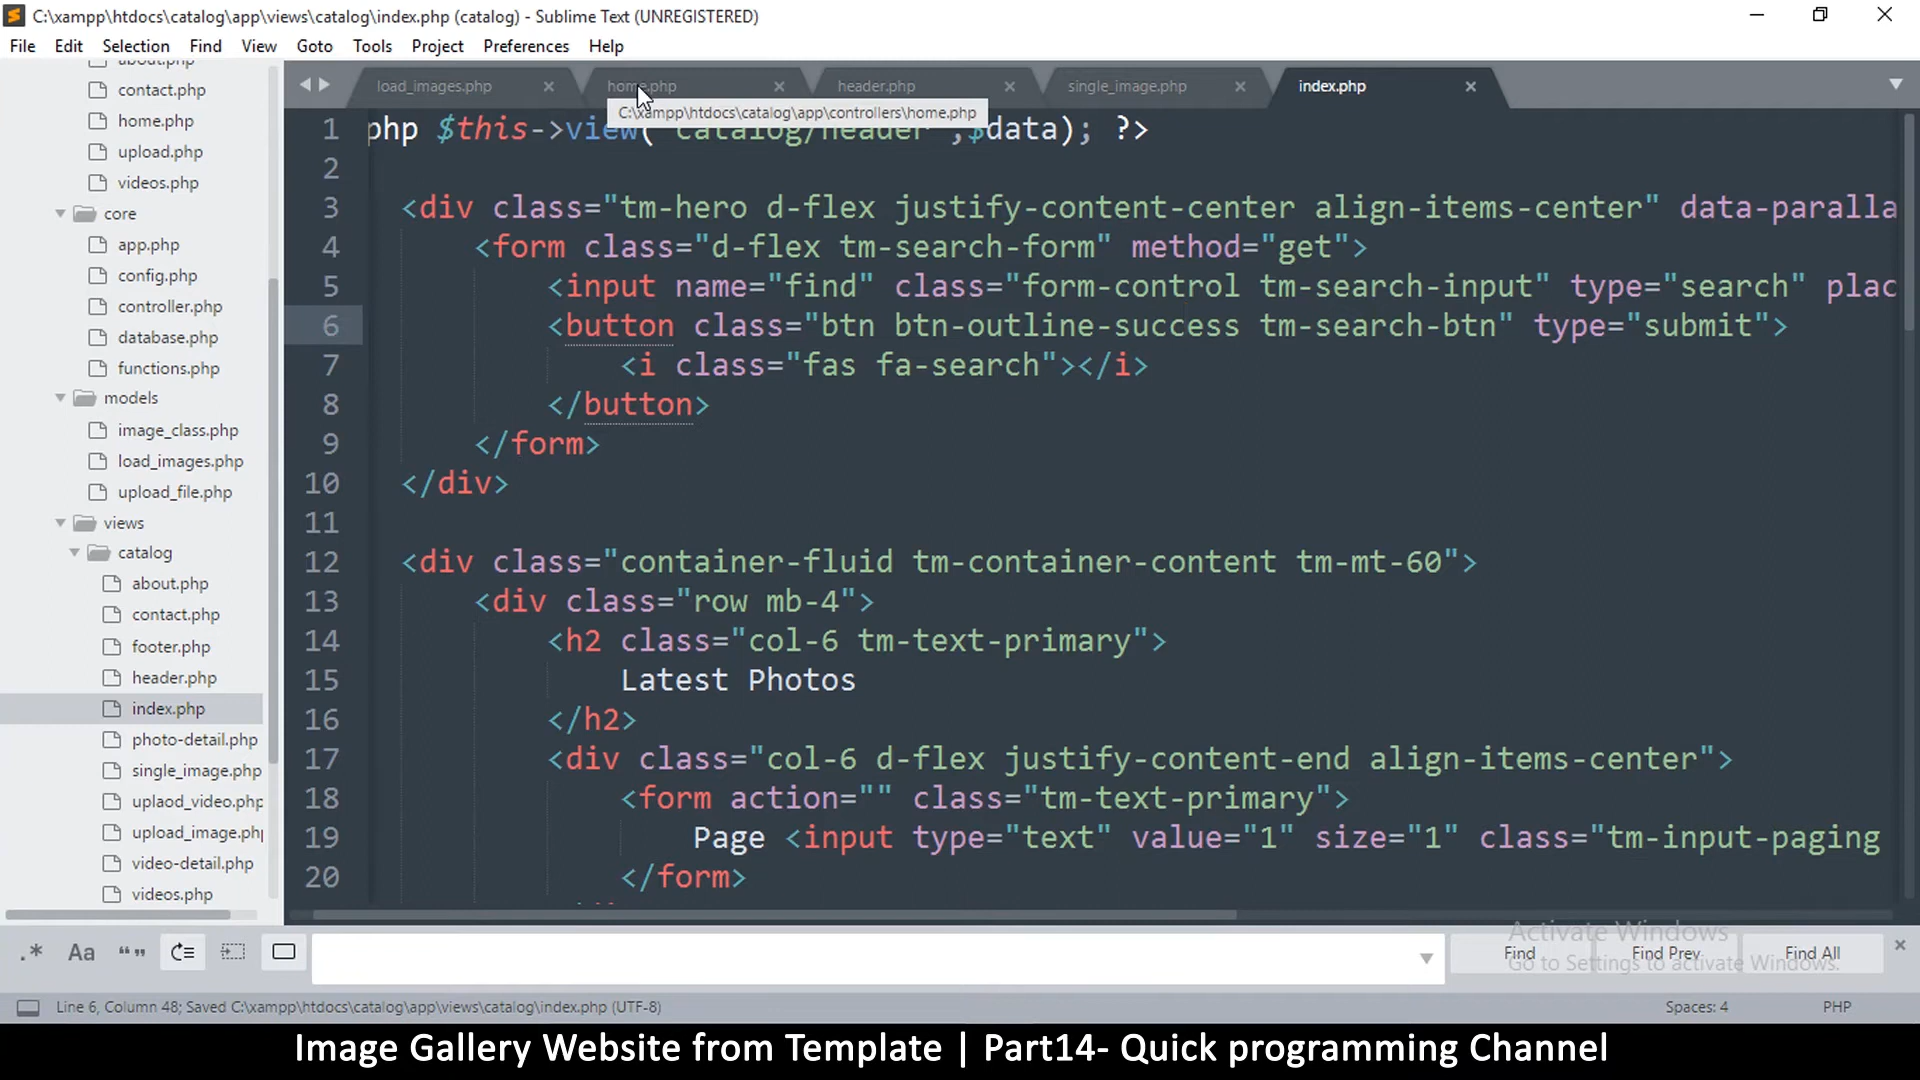 C:\xampp\htdocs\catalog\app\views\catalog\index.php (catalog) - Sublime Text (UNREGISTERED)
File Edit Selection Find View Goto Tools Project Preferences Help
load_images.php home.php header.php single_image.php index.php
C:\xampp\htdocs\catalog\app\controllers\home.php
about.php
contact.php
home.php
upload.php
videos.php
core
app.php
config.php
controller.php
database.php
functions.php
models
image_class.php
load_images.php
upload_file.php
views
catalog
about.php
contact.php
footer.php
header.php
index.php
photo-detail.php
single_image.php
uplaod_video.php
upload_image.php
video-detail.php
videos.php
1 php $this->view("catalog/header",$data); ?>
2
3 <div class="tm-hero d-flex justify-content-center align-items-center" data-paralla
4 <form class="d-flex tm-search-form" method="get">
5 <input name="find" class="form-control tm-search-input" type="search" plac
6 <button class="btn btn-outline-success tm-search-btn" type="submit">
7 <i class="fas fa-search"></i>
8 </button>
9 </form>
10 </div>
11
12 <div class="container-fluid tm-container-content tm-mt-60">
13 <div class="row mb-4">
14 <h2 class="col-6 tm-text-primary">
15 Latest Photos
16 </h2>
17 <div class="col-6 d-flex justify-content-end align-items-center">
18 <form action="" class="tm-text-primary">
19 Page <input type="text" value="1" size="1" class="tm-input-paging
20 </form>
.* Aa “” Find Find Prev Find All
Activate Windows
Go to Settings to activate Windows.
Line 6, Column 48; Saved C:\xampp\htdocs\catalog\app\views\catalog\index.php (UTF-8) Spaces: 4 PHP
Image Gallery Website from Template | Part14- Quick programming Channel